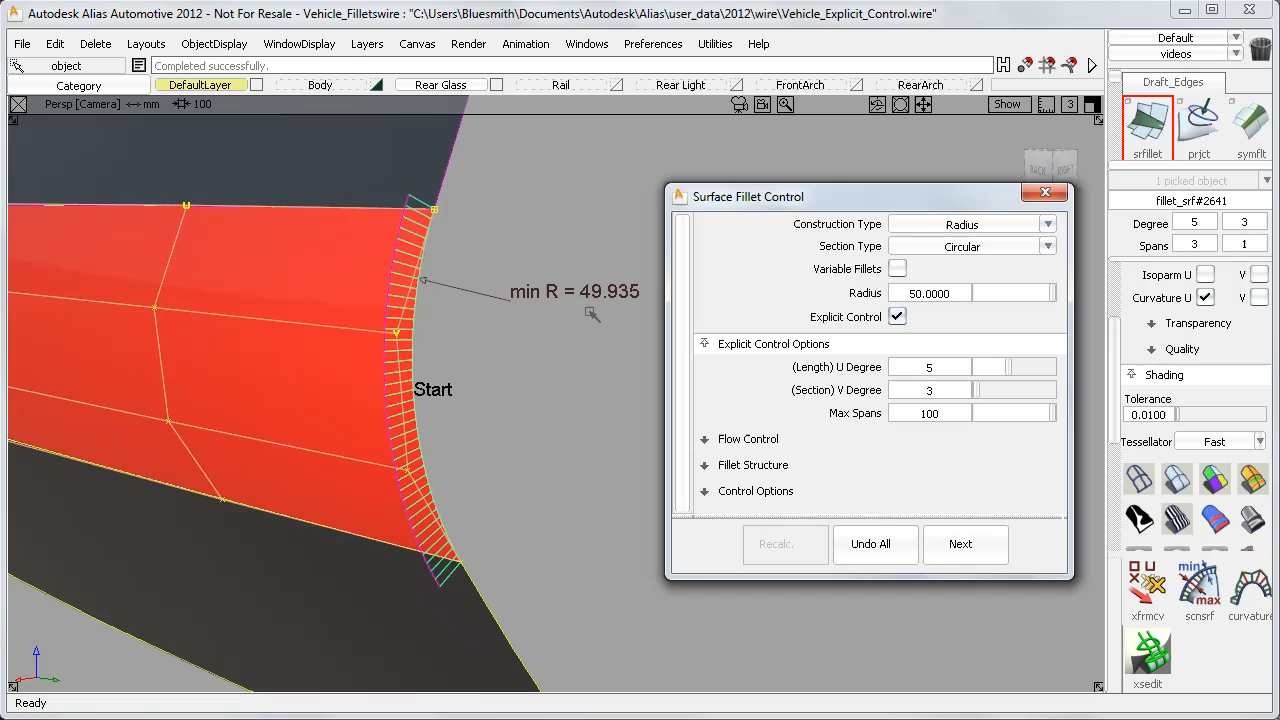 Autodesk Alias Automotive 2012 - Not For Resale - Vehicle_Filletswire : "C:\Users\Bluesmith\Documents\Autodesk\Alias\user_data\2012\wire\Vehicle_Explicit_Control.wire"
File Edit Delete Layouts ObjectDisplay WindowDisplay Layers Canvas Render Animation Windows Preferences Utilities Help
object Completed successfully.
Category DefaultLayer Body Rear Glass Rail Rear Light FrontArch RearArch
Persp [Camera] mm 100 Show 3
Default
videos
Draft_Edges
srfillet prjct symflt
1 picked object
fillet_srf#2641
Degree 5 3
Spans 3 1
Isoparm U V
Curvature U V
Transparency
Quality
Shading
Tolerance
0.0100
Tessellator Fast
min max
xfrmcv scnsrf curvature
xsedit
BACK RIGHT
U
V
min R = 49.935
Start
Surface Fillet Control
Construction Type Radius
Section Type Circular
Variable Fillets
Radius 50.0000
Explicit Control
Explicit Control Options
(Length) U Degree 5
(Section) V Degree 3
Max Spans 100
Flow Control
Fillet Structure
Control Options
Recalc. Undo All Next
Ready